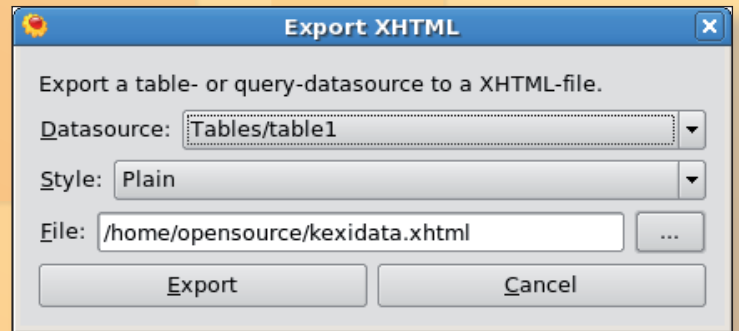 Export XHTML
Export a table- or query-datasource to a XHTML-file.
Datasource: Tables/table1
Style: Plain
File: /home/opensource/kexidata.xhtml ...
Export Cancel